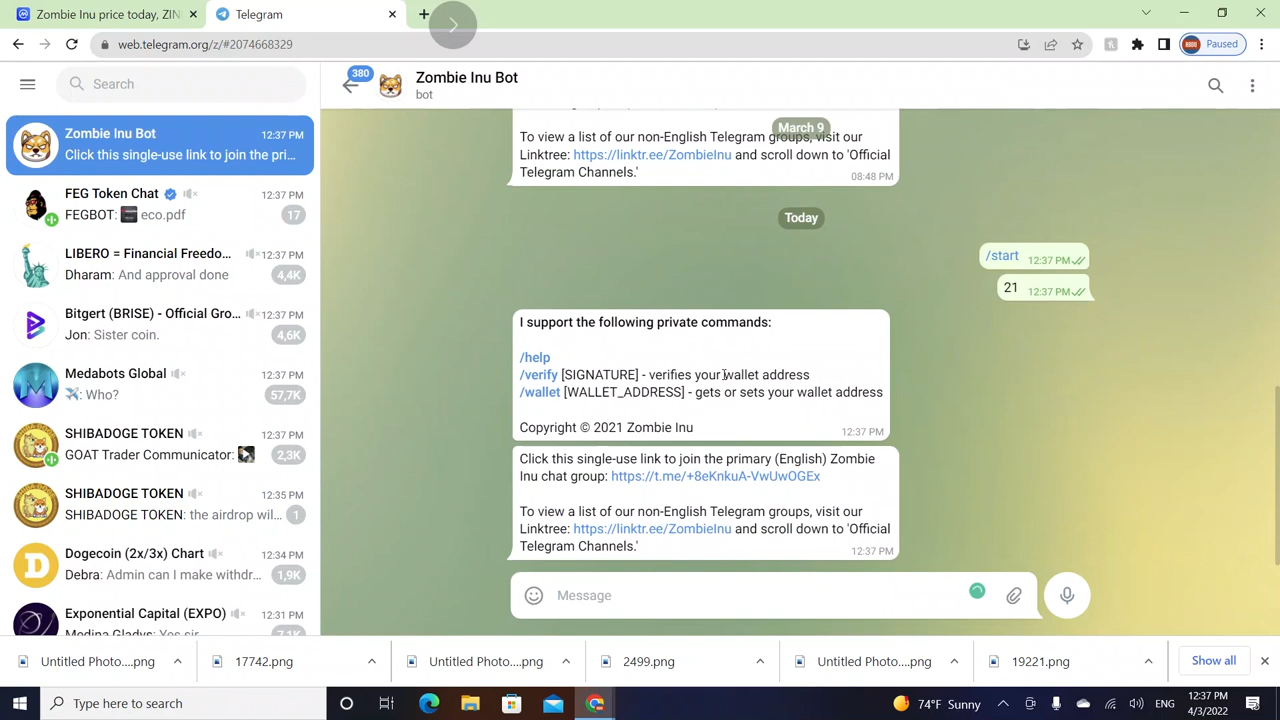 Zombie Inu price today, ZIN
Telegram
web.telegram.org/z/#2074668329
Paused
Search
380
Zombie Inu Bot
bot
Zombie Inu Bot 12:37 PM
Click this single-use link to join the pri...
FEG Token Chat 12:37 PM
FEGBOT: eco.pdf 17
LIBERO = Financial Freedo... 12:37 PM
Dharam: And approval done 4,4K
Bitgert (BRISE) - Official Gro... 12:37 PM
Jon: Sister coin. 4,6K
Medabots Global 12:37 PM
: Who? 57,7K
SHIBADOGE TOKEN 12:37 PM
GOAT Trader Communicator: 2,3K
SHIBADOGE TOKEN 12:35 PM
SHIBADOGE TOKEN: the airdrop wil... 1
Dogecoin (2x/3x) Chart 12:34 PM
Debra: Admin can I make withdr... 1,9K
Exponential Capital (EXPO) 12:31 PM
Medina Gladys: Yes sir
March 9
To view a list of our non-English Telegram groups, visit our
Linktree: https://linktr.ee/ZombieInu and scroll down to 'Official
Telegram Channels.'
08:48 PM
Today
/start 12:37 PM
21 12:37 PM
I support the following private commands:
/help
/verify [SIGNATURE] - verifies your wallet address
/wallet [WALLET_ADDRESS] - gets or sets your wallet address
Copyright © 2021 Zombie Inu
12:37 PM
Click this single-use link to join the primary (English) Zombie
Inu chat group: https://t.me/+8eKnkuA-VwUwOGEx
To view a list of our non-English Telegram groups, visit our
Linktree: https://linktr.ee/ZombieInu and scroll down to 'Official
Telegram Channels.'
12:37 PM
Message
Untitled Photo....png
17742.png
Untitled Photo....png
2499.png
Untitled Photo....png
19221.png
Show all
Type here to search
74°F Sunny
ENG
12:37 PM
4/3/2022